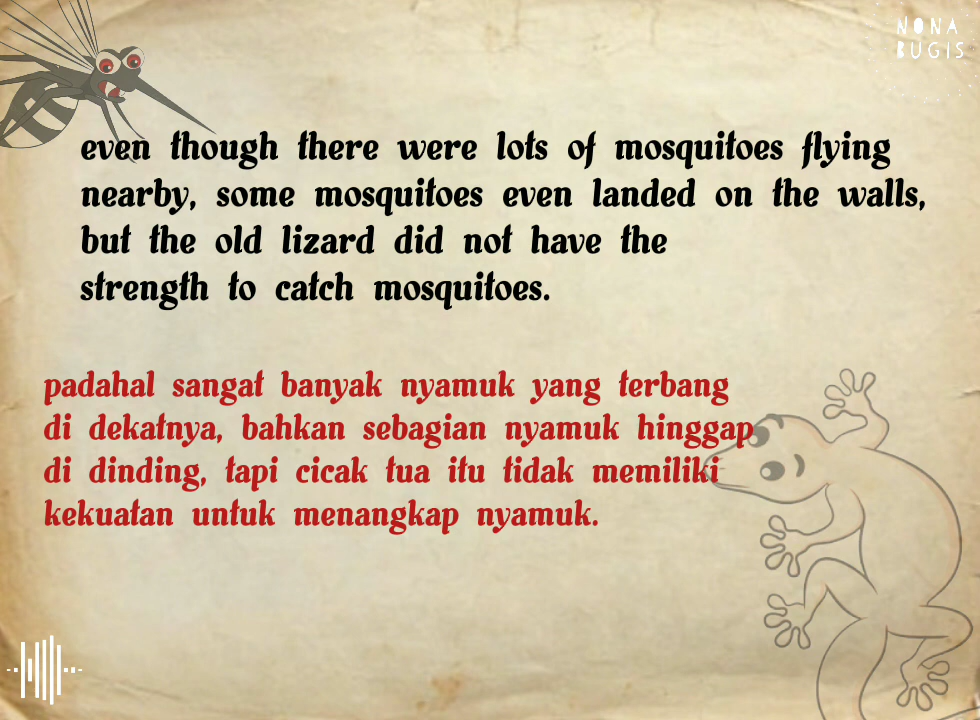 NONA
BUGIS
even though there were lots of mosquitoes flying
nearby, some mosquitoes even landed on the walls,
but the old lizard did not have the
strength to catch mosquitoes.
padahal sangat banyak nyamuk yang terbang
di dekatnya, bahkan sebagian nyamuk hinggap
di dinding, tapi cicak tua itu tidak memiliki
kekuatan untuk menangkap nyamuk.